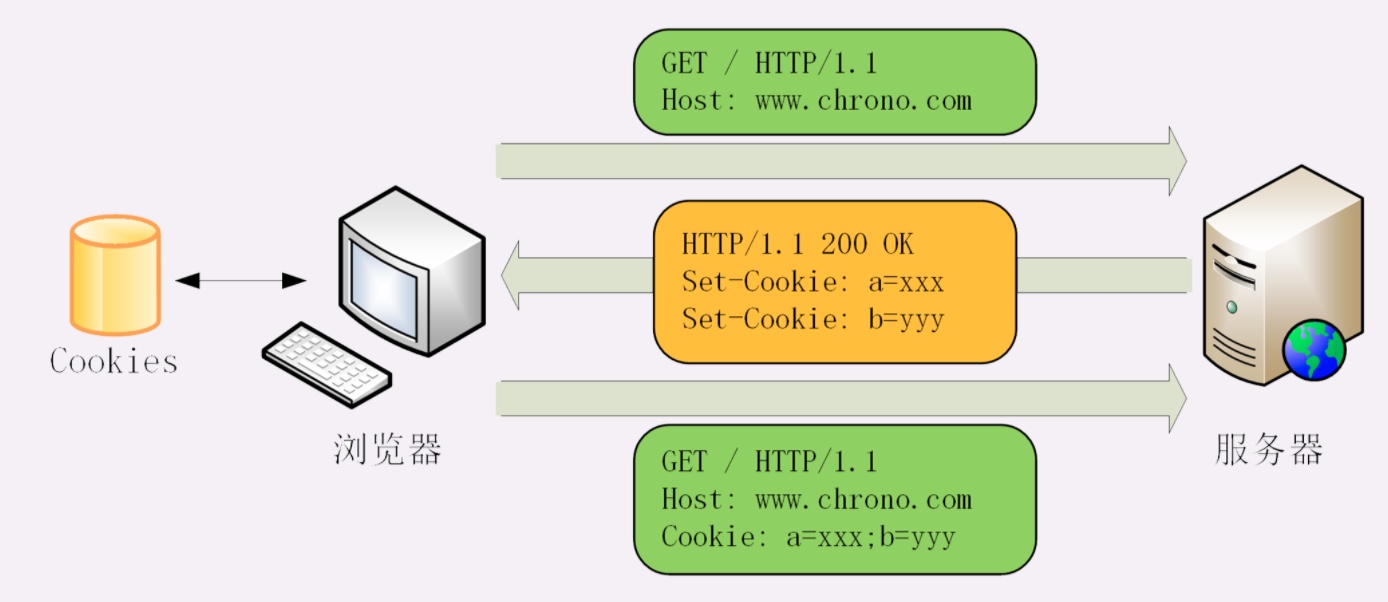 GET / HTTP/1.1
Host: www.chrono.com
HTTP/1.1 200 OK
Set-Cookie: a=xxx
Set-Cookie: b=yyy
Cookies
浏览器
服务器
GET / HTTP/1.1
Host: www.chrono.com
Cookie: a=xxx;b=yyy